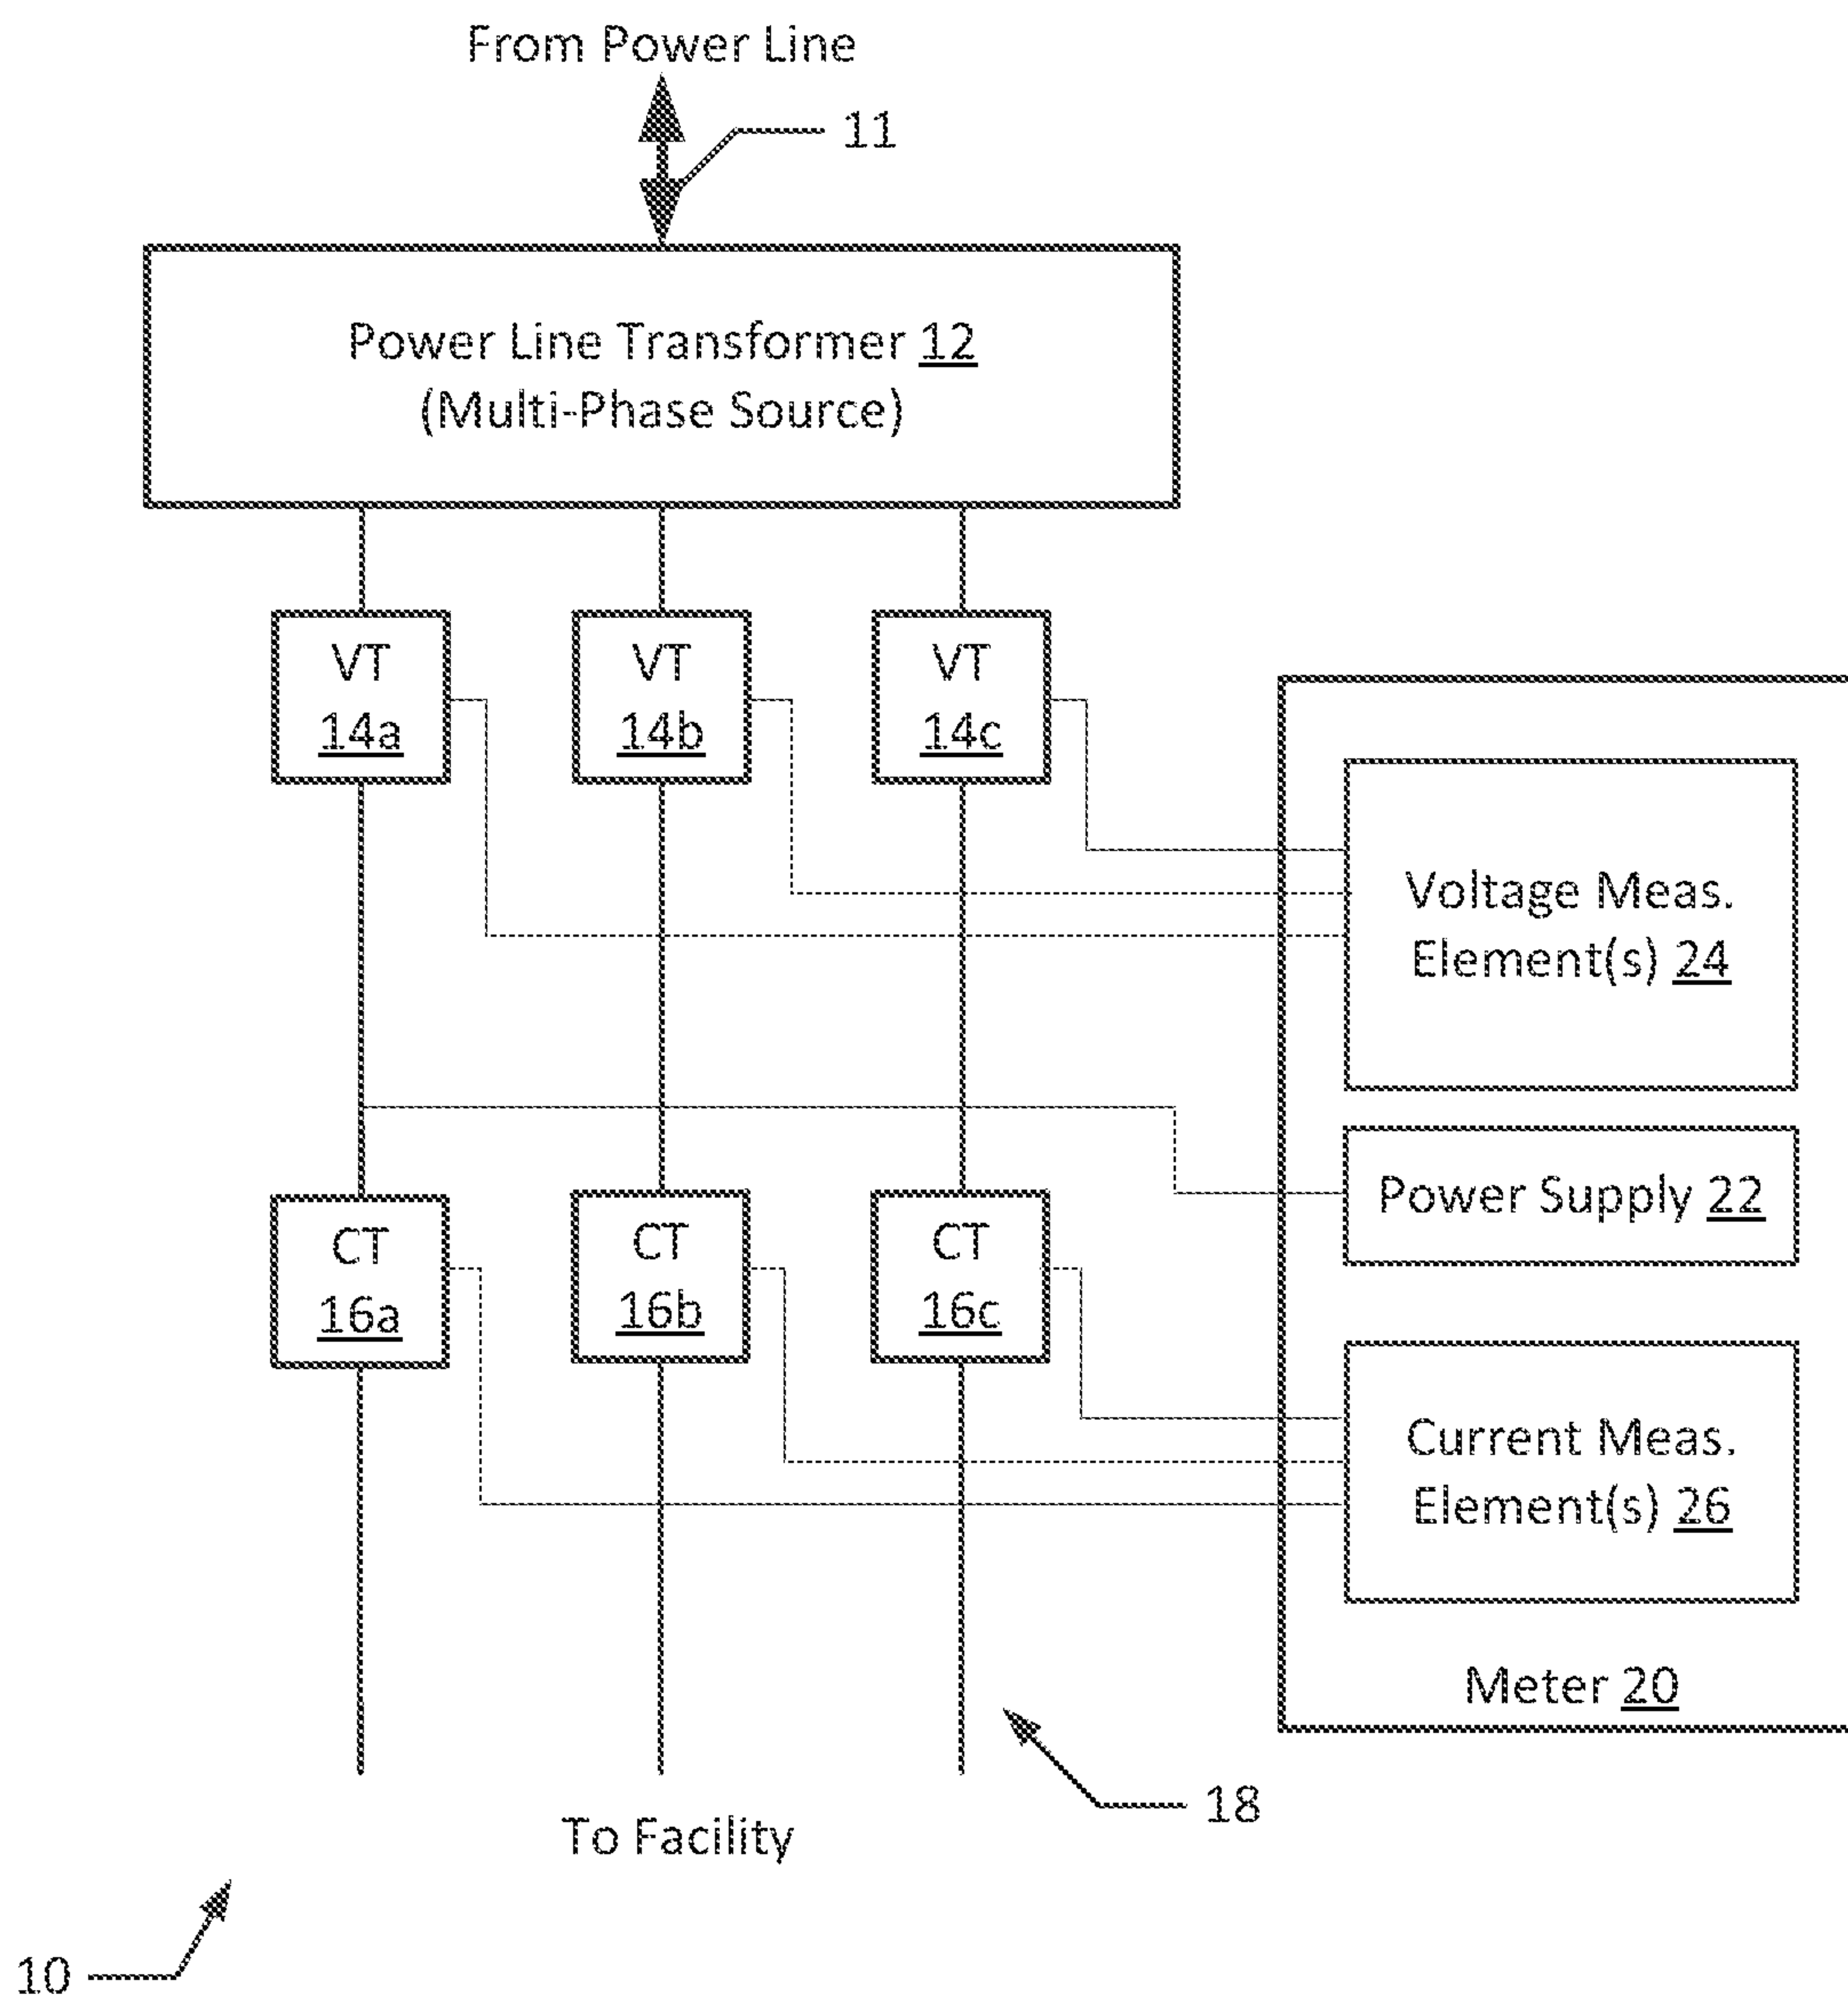 From Power Line
11
Power Line Transformer 12
(Multi-Phase Source)
VT
14a
VT
14b
VT
14c
Voltage Meas.
Element(s) 24
Power Supply 22
CT
16a
CT
16b
CT
16c
Current Meas.
Element(s) 26
Meter 20
18
To Facility
10